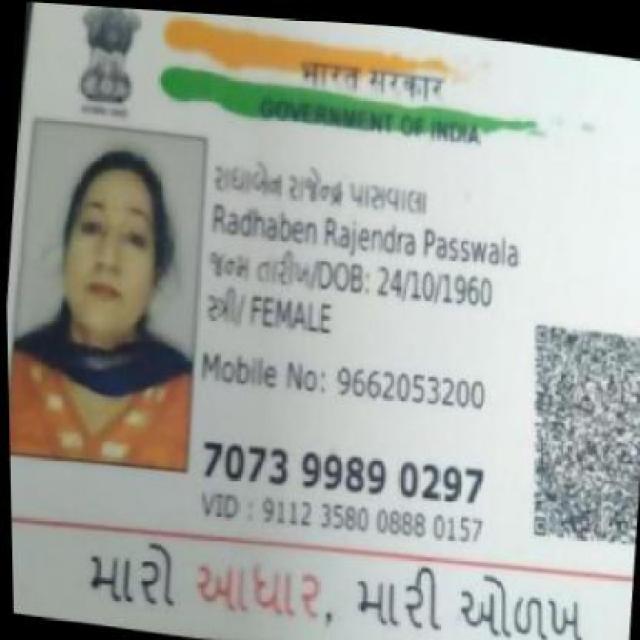 भारत सरकार
GOVERNMENT OF INDIA
રાધાબેન રાજેન્દ્ર પાસવાલા
Radhaben Rajendra Passwala
જન્મ તારીખ/DOB: 24/10/1960
સ્ત્રી/ FEMALE
Mobile No: 9662053200
7073 9989 0297
VID : 9112 3580 0888 0157
મારો આધાર, મારી ઓળખ